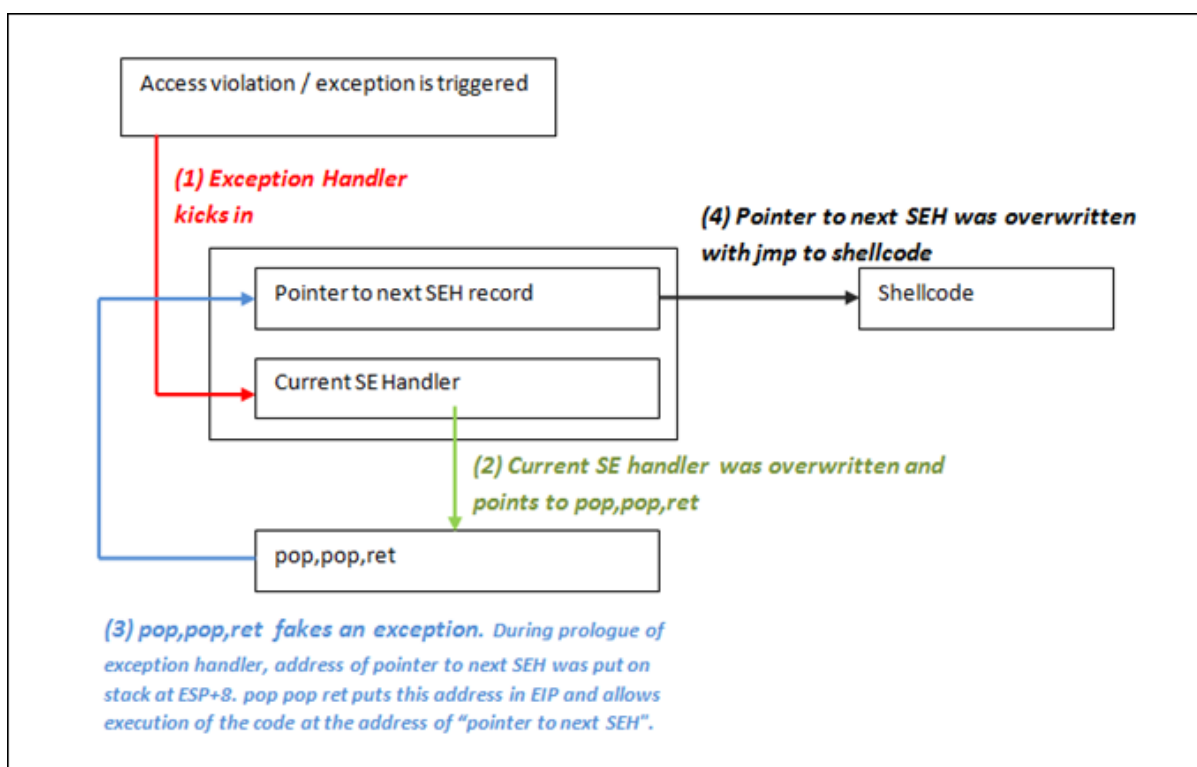 Access violation / exception is triggered
(1) Exception Handler
kicks in
(4) Pointer to next SEH was overwritten
with jmp to shellcode
Pointer to next SEH record
Shellcode
Current SE Handler
(2) Current SE handler was overwritten and
points to pop,pop,ret
pop,pop,ret
(3) pop,pop,ret fakes an exception. During prologue of
exception handler, address of pointer to next SEH was put on
stack at ESP+8. pop pop ret puts this address in EIP and allows
execution of the code at the address of “pointer to next SEH”.